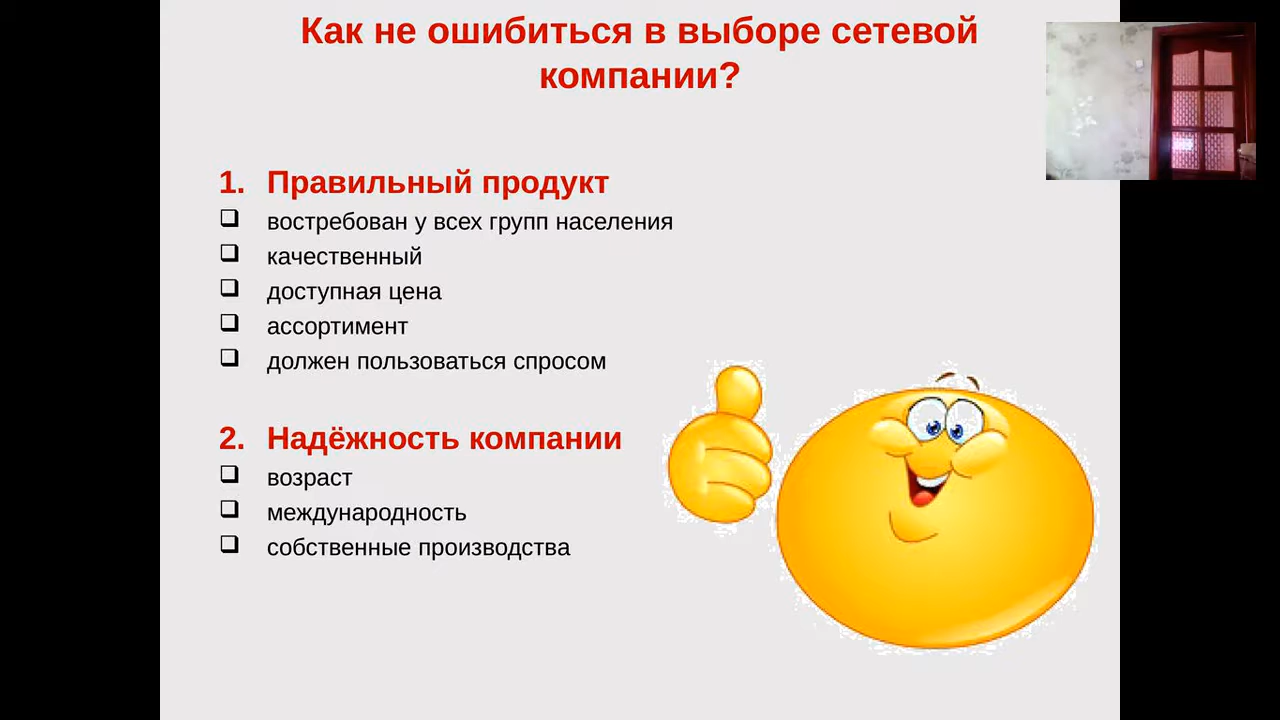 Как не ошибиться в выборе сетевой
компании?
1. Правильный продукт
востребован у всех групп населения
качественный
доступная цена
ассортимент
должен пользоваться спросом
2. Надёжность компании
возраст
международность
собственные производства